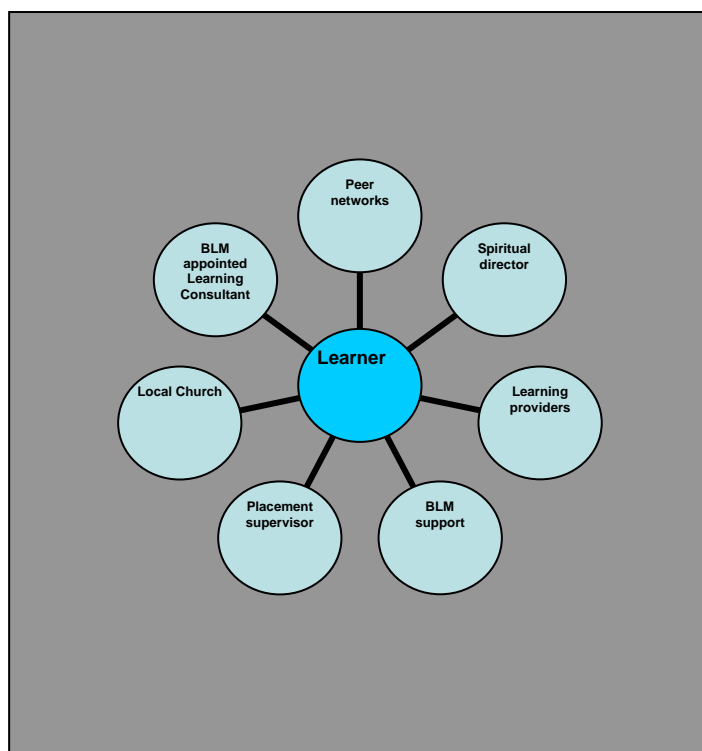 Peer
networks
BLM
appointed
Learning
Consultant
Spiritual
director
Learner
Local Church
Learning
providers
Placement
supervisor
BLM
support